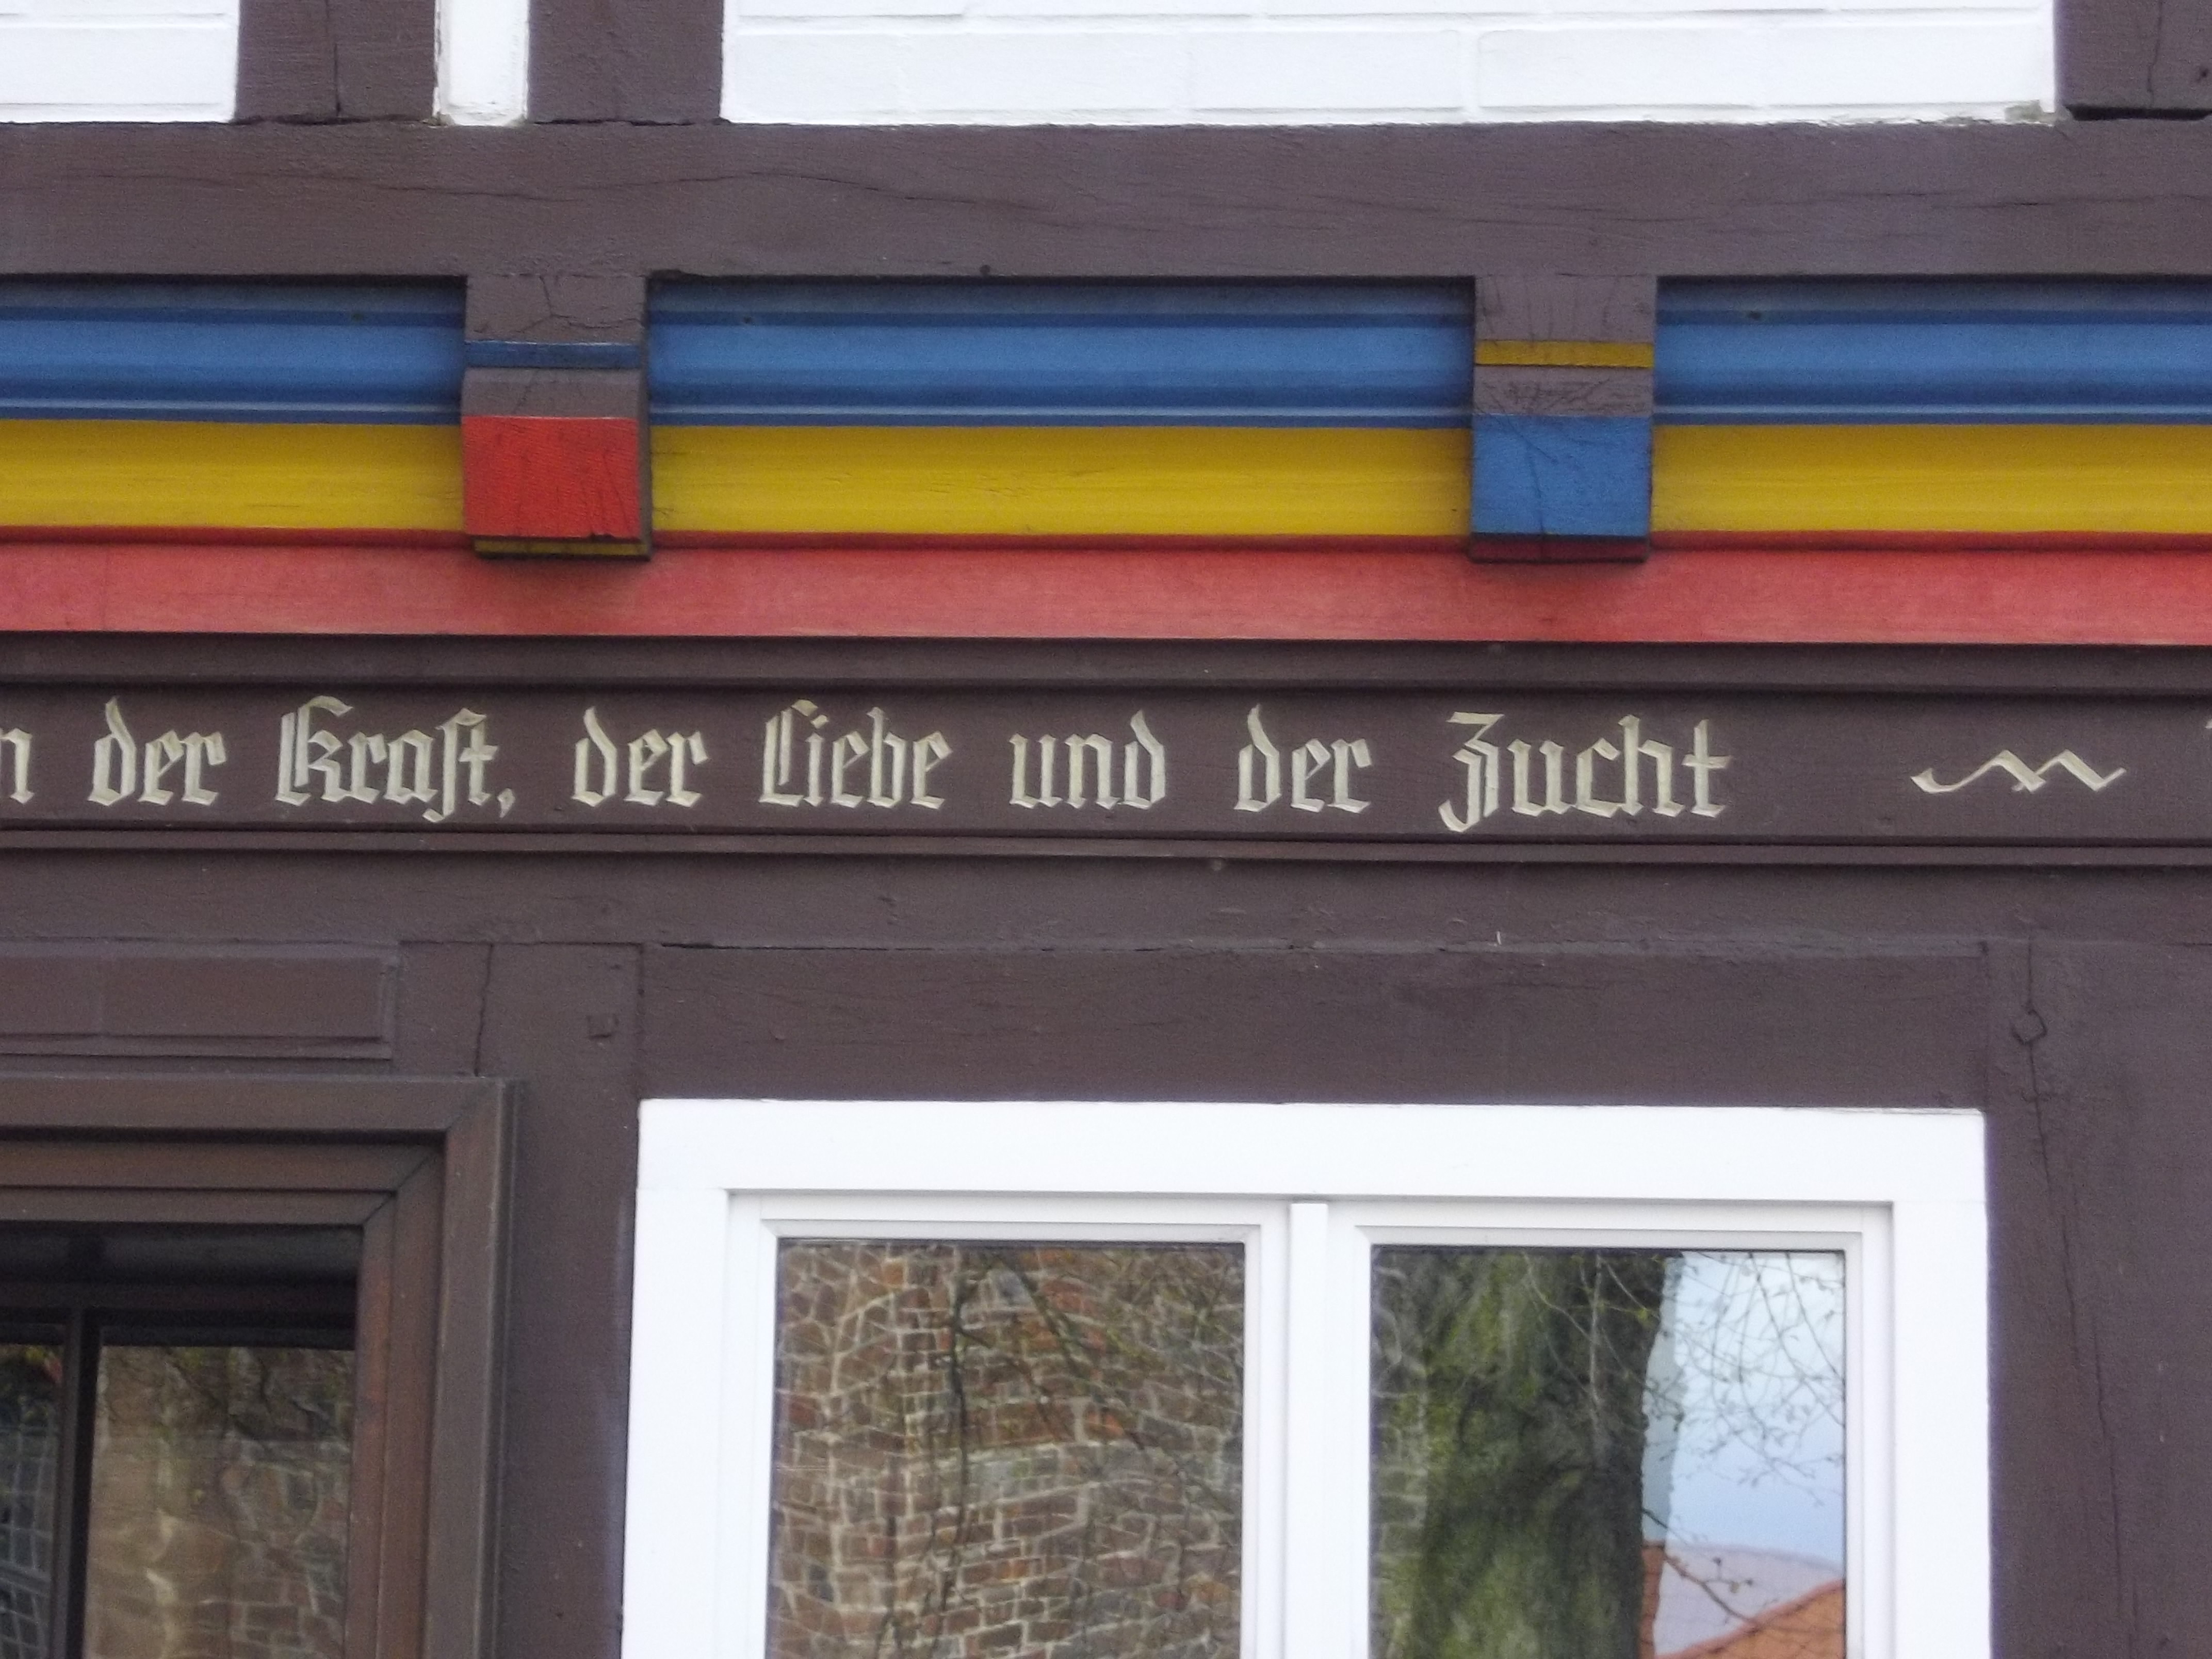 der Kraft, der Liebe und der Zucht